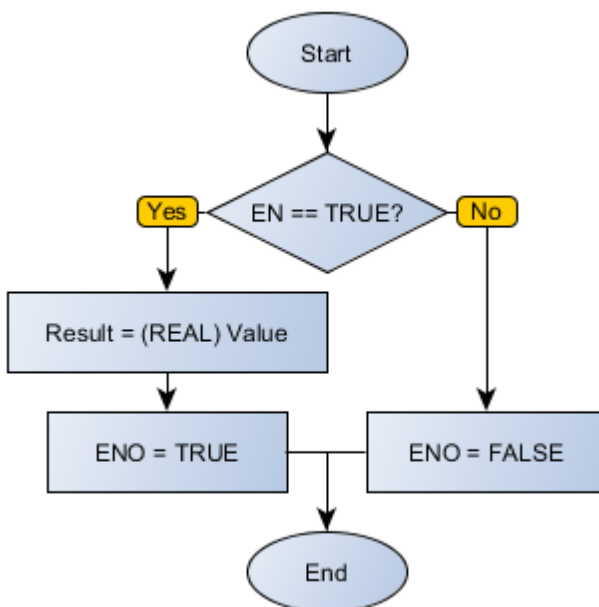 Start
EN == TRUE?
Yes
No
Result = (REAL) Value
ENO = TRUE
ENO = FALSE
End